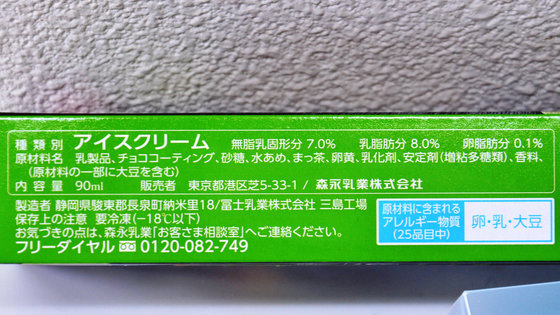 種類別 アイスクリーム 無脂乳固形分 7.0% 乳脂肪分 8.0% 卵脂肪分 0.1%
原材料名 乳製品、チョココーティング、砂糖、水あめ、まっ茶、卵黄、乳化剤、安定剤(増粘多糖類)、香料、
(原材料の一部に大豆を含む)
内容量 90ml 販売者 東京都港区芝5-33-1/森永乳業株式会社
製造者 静岡県駿東郡長泉町納米里18/冨士乳業株式会社 三島工場
保存上の注意 要冷凍(−18℃以下)
お気づきの点は、森永乳業「お客さま相談室」へご連絡ください。
フリーダイヤル 0120-082-749
原材料に含まれる
アレルギー物質
(25品目中)
卵・乳・大豆